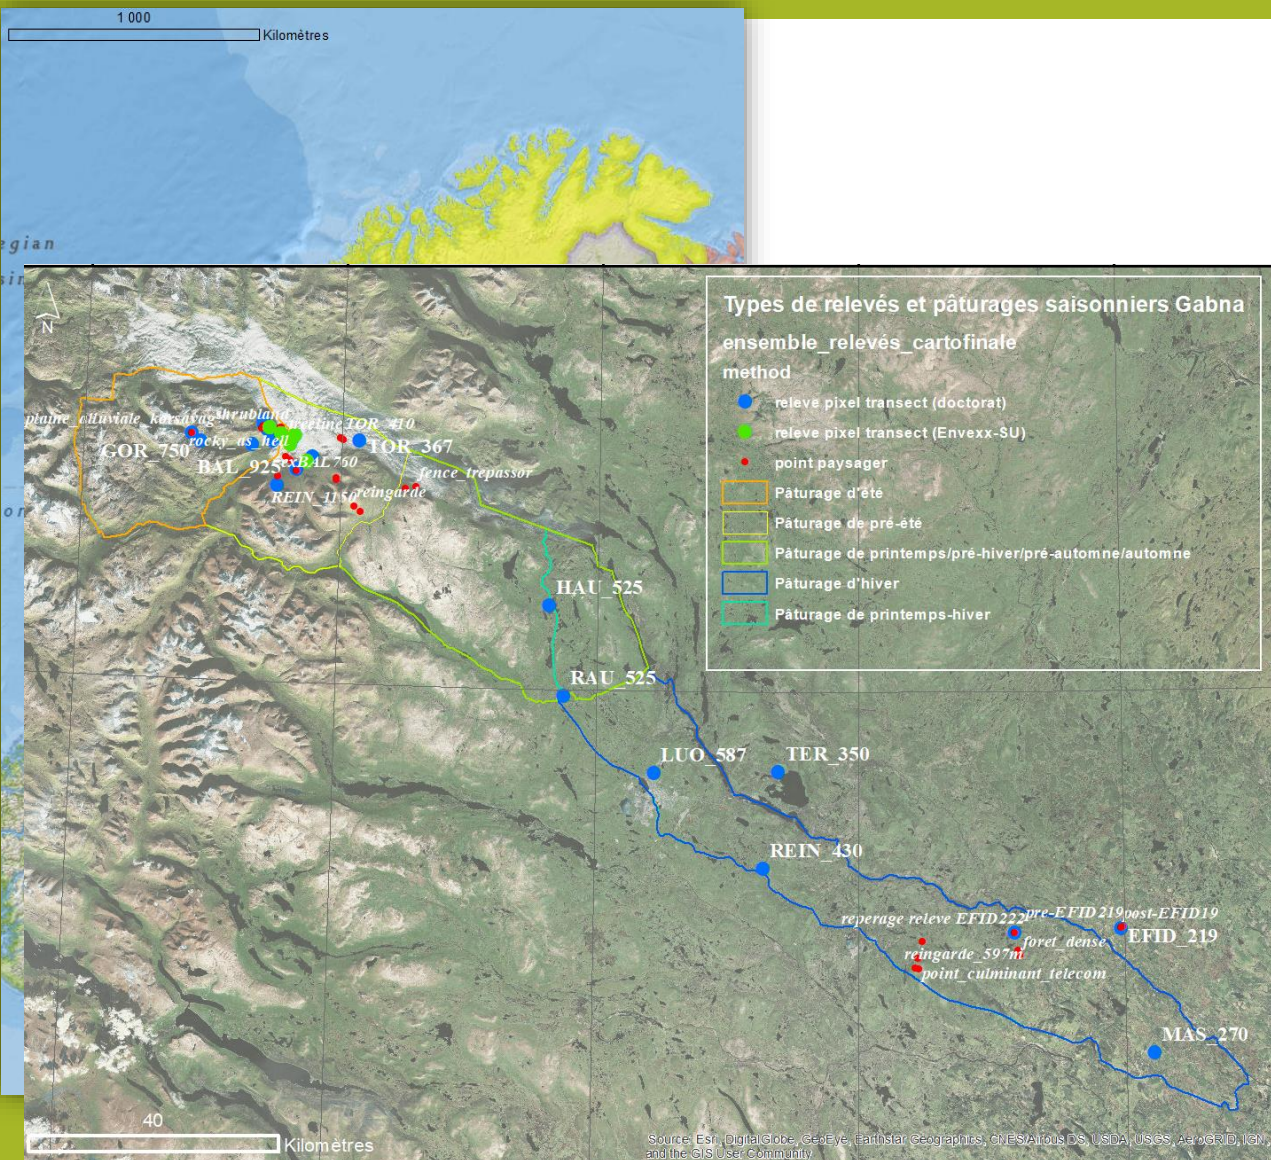 1 000
Kilomètres
egian
N
Types de relevés et pâturages saisonniers Gabna
ensemble_relevés_cartofinale
method
releve pixel transect (doctorat)
releve pixel transect (Envexx-SU)
point paysager
Pâturage d'été
Pâturage de pré-été
Pâturage de printemps/pré-hiver/pré-automne/automne
Pâturage d'hiver
Pâturage de printemps-hiver
shrubland
TOR_410
GOR_750
rocky_as_hell
TOR_367
BAL_925
BAL760
fence_trepassor
REIN_1150
reingarde
HAU_525
RAU_525
LUO_587
TER_350
REIN_430
reperage releve EFID222
pre-EFID219
post-EFID19
EFID_219
foret_dense
reingarde_597m
point_culminant_telecom
MAS_270
40
Kilomètres
Source: Esri, DigitalGlobe, GeoEye, Earthstar Geographics, CNES/Airbus DS, USDA, USGS, AeroGRID, IGN,
and the GIS User Community